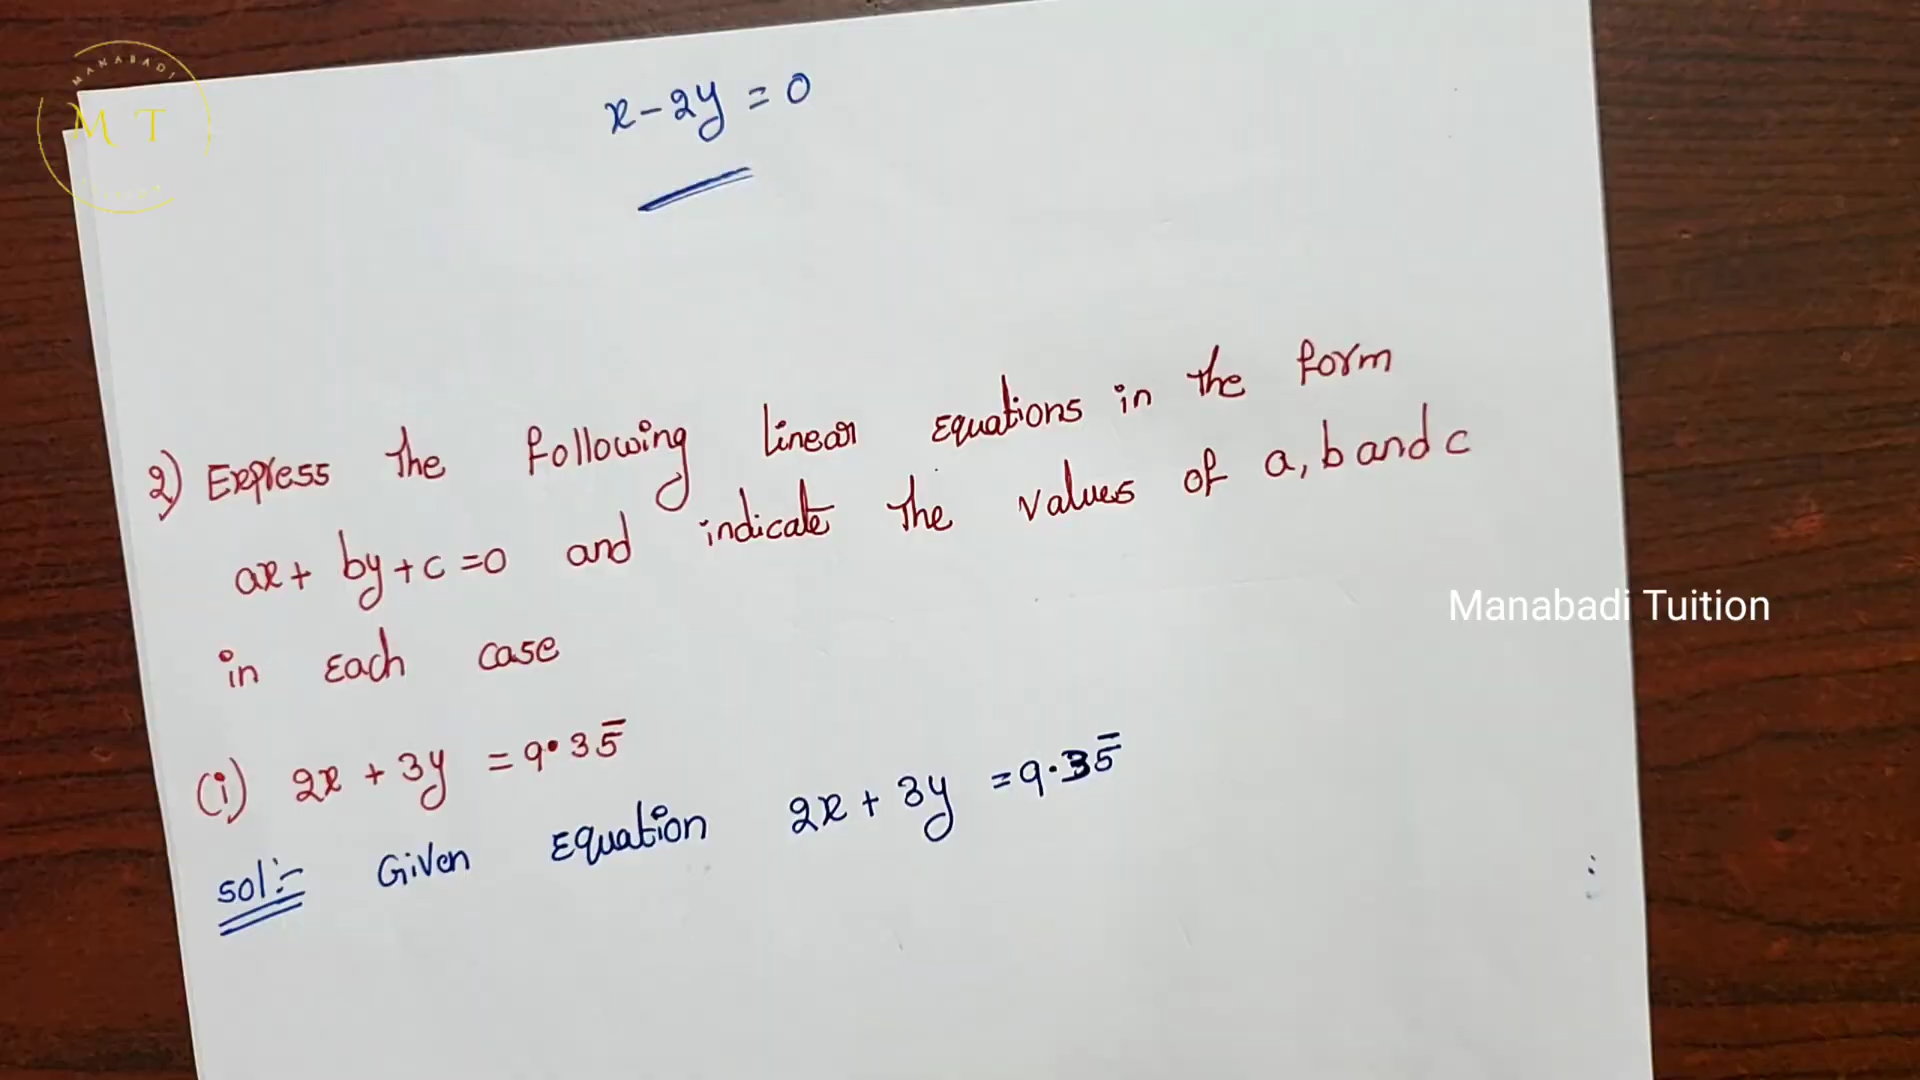 MANABADI
M T
x - 2y = 0
2) Express the following linear equations in the form
ax + by + c = 0 and indicate the values of a, b and c
in each case
Manabadi Tuition
(i) 2x + 3y = 9.35̅
Sol:- Given equation 2x + 3y = 9.35̅